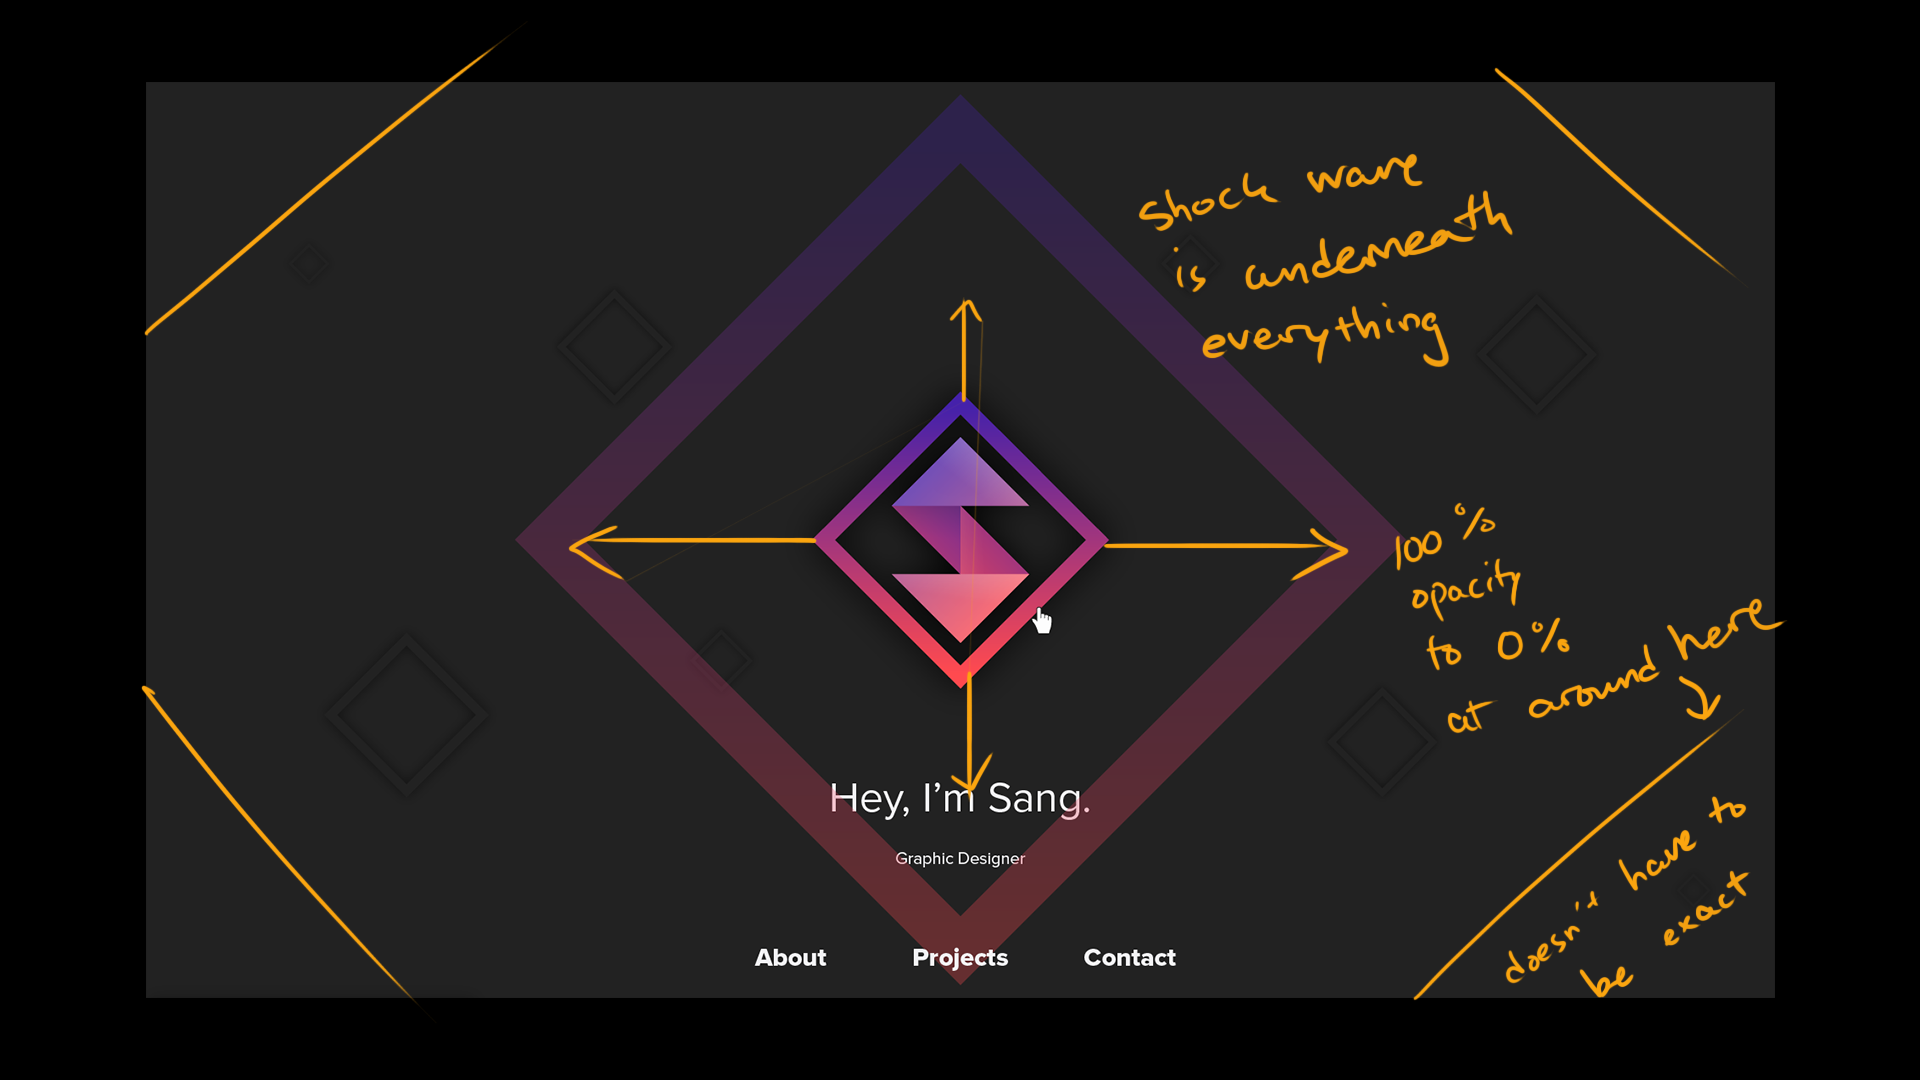 Shock wave
is underneath
everything
100 %
opacity
to 0%
at around here
doesn't have to
be exact
Hey, I'm Sang.
Graphic Designer
About Projects Contact